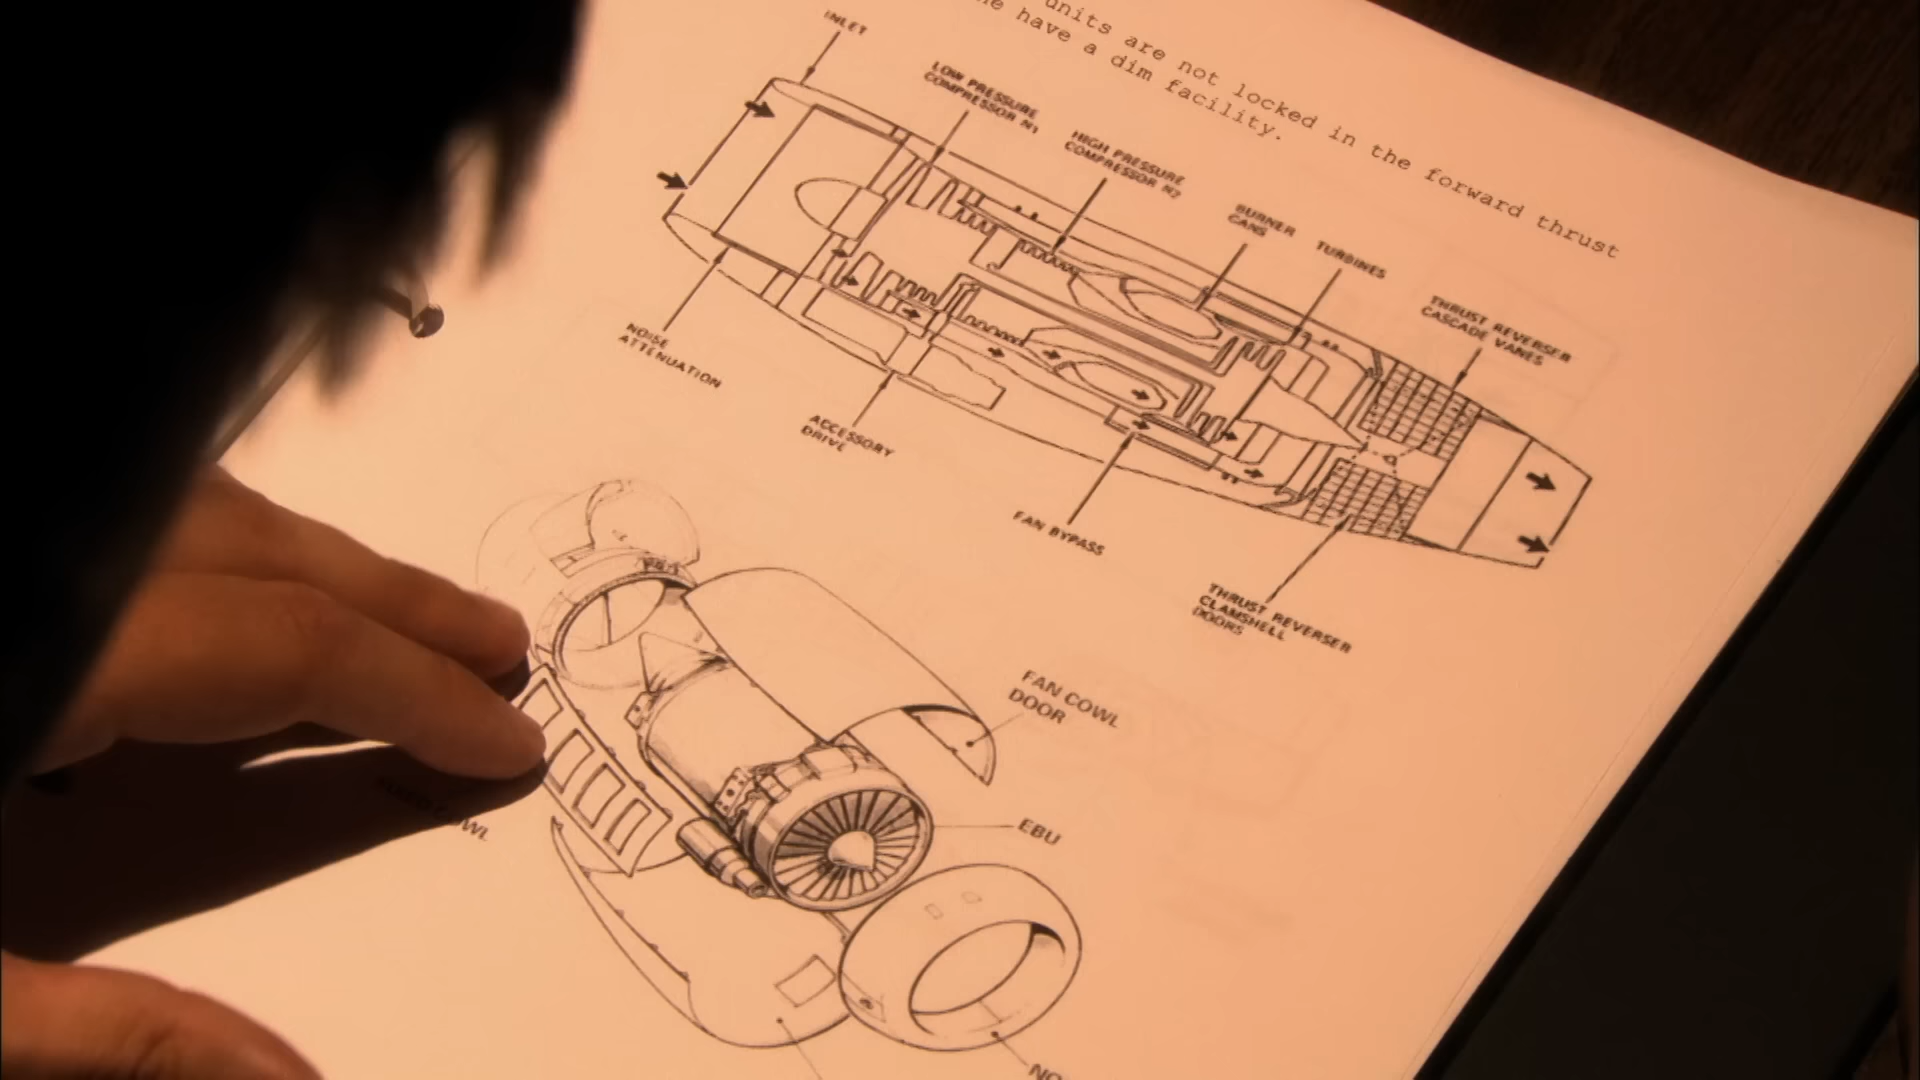 units are not locked in the forward thrust
have a dim facility.
INLET
LOW PRESSURE
COMPRESSOR N1
HIGH PRESSURE
COMPRESSOR N2
BURNER
CANS
TURBINES
THRUST REVERSER
CASCADE VANES
NOISE
ATTENUATION
ACCESSORY
DRIVE
FAN BYPASS
THRUST REVERSER
CLAMSHELL
DOORS
FAN COWL
DOOR
EBU